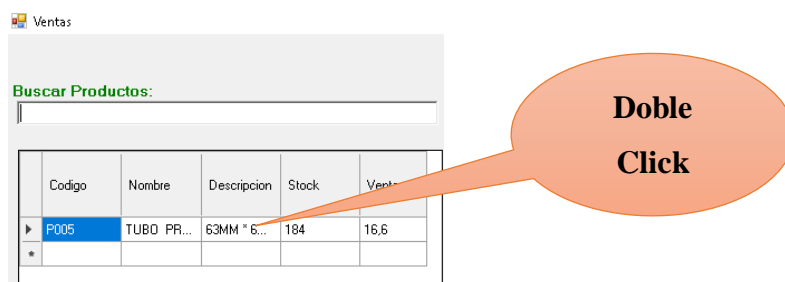 Ventas
Buscar Productos:
Doble
Click
Codigo Nombre Descripcion Stock
P005 TUBO PR... 63MM * 6... 184 16,6